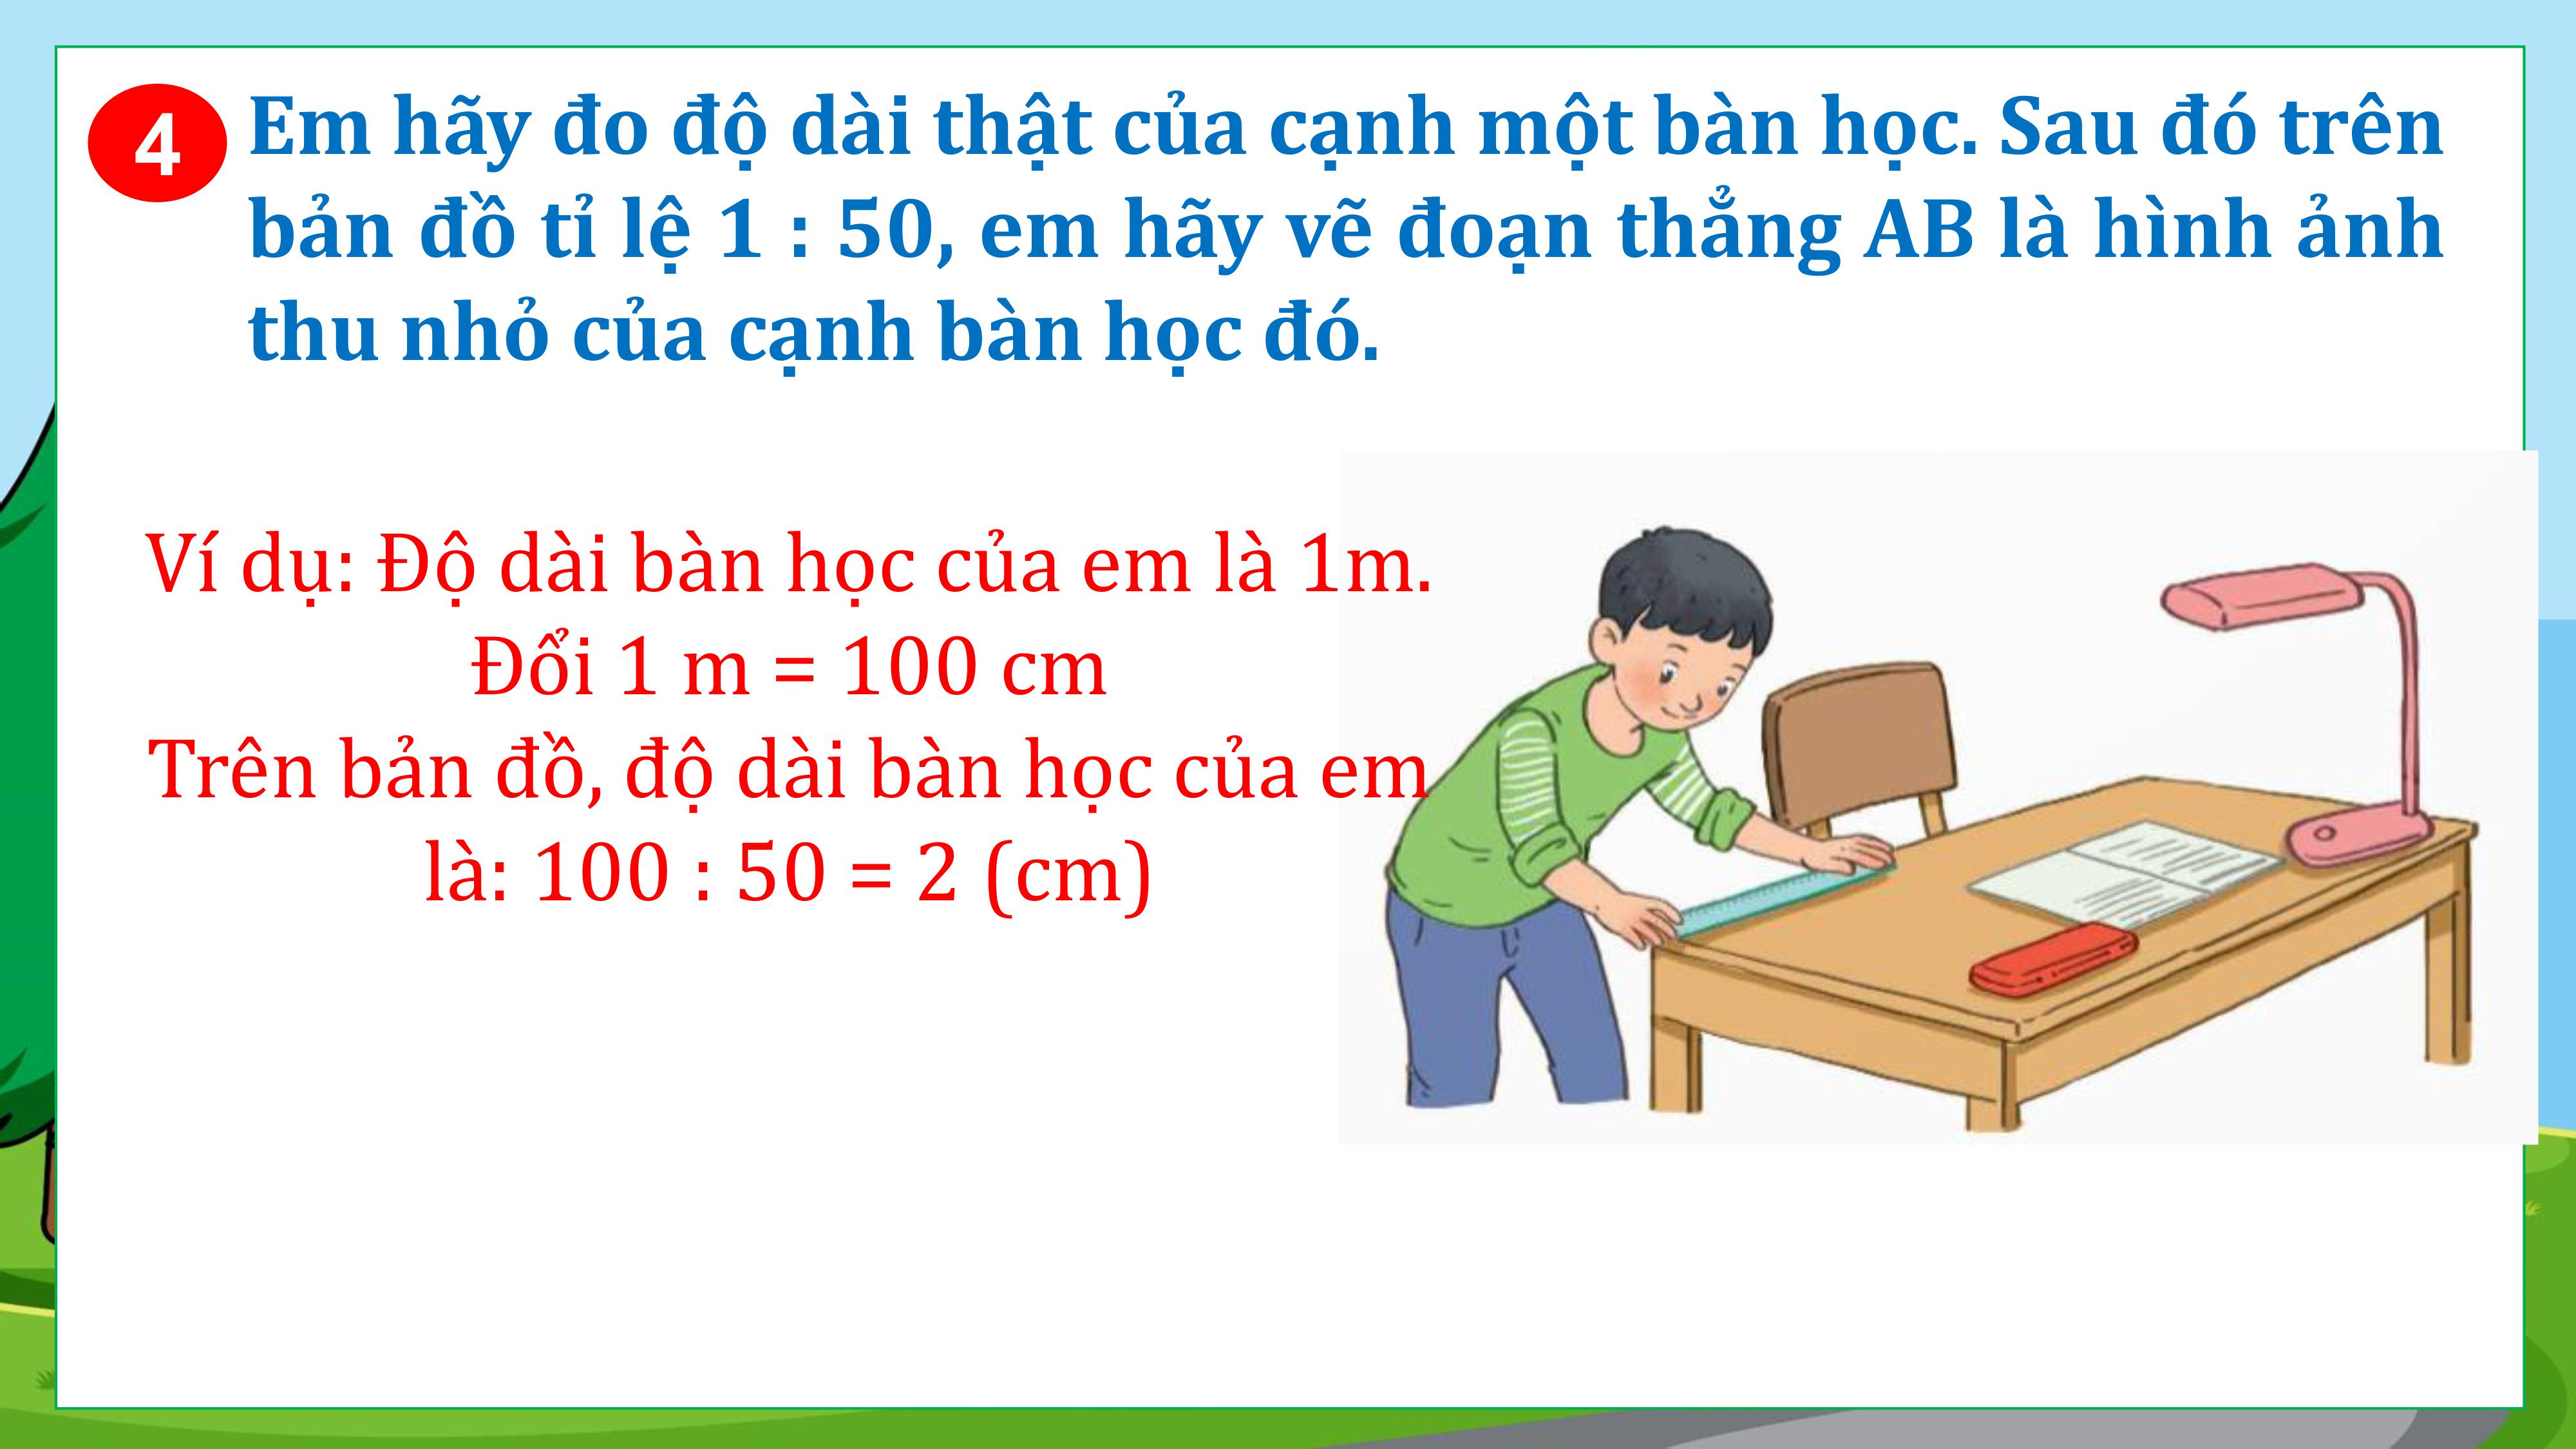 4
Em hãy đo độ dài thật của cạnh một bàn học. Sau đó trên
bản đồ tỉ lệ 1 : 50, em hãy vẽ đoạn thẳng AB là hình ảnh
thu nhỏ của cạnh bàn học đó.
Ví dụ: Độ dài bàn học của em là 1m.
Đổi 1 m = 100 cm
Trên bản đồ, độ dài bàn học của em
là: 100 : 50 = 2 (cm)